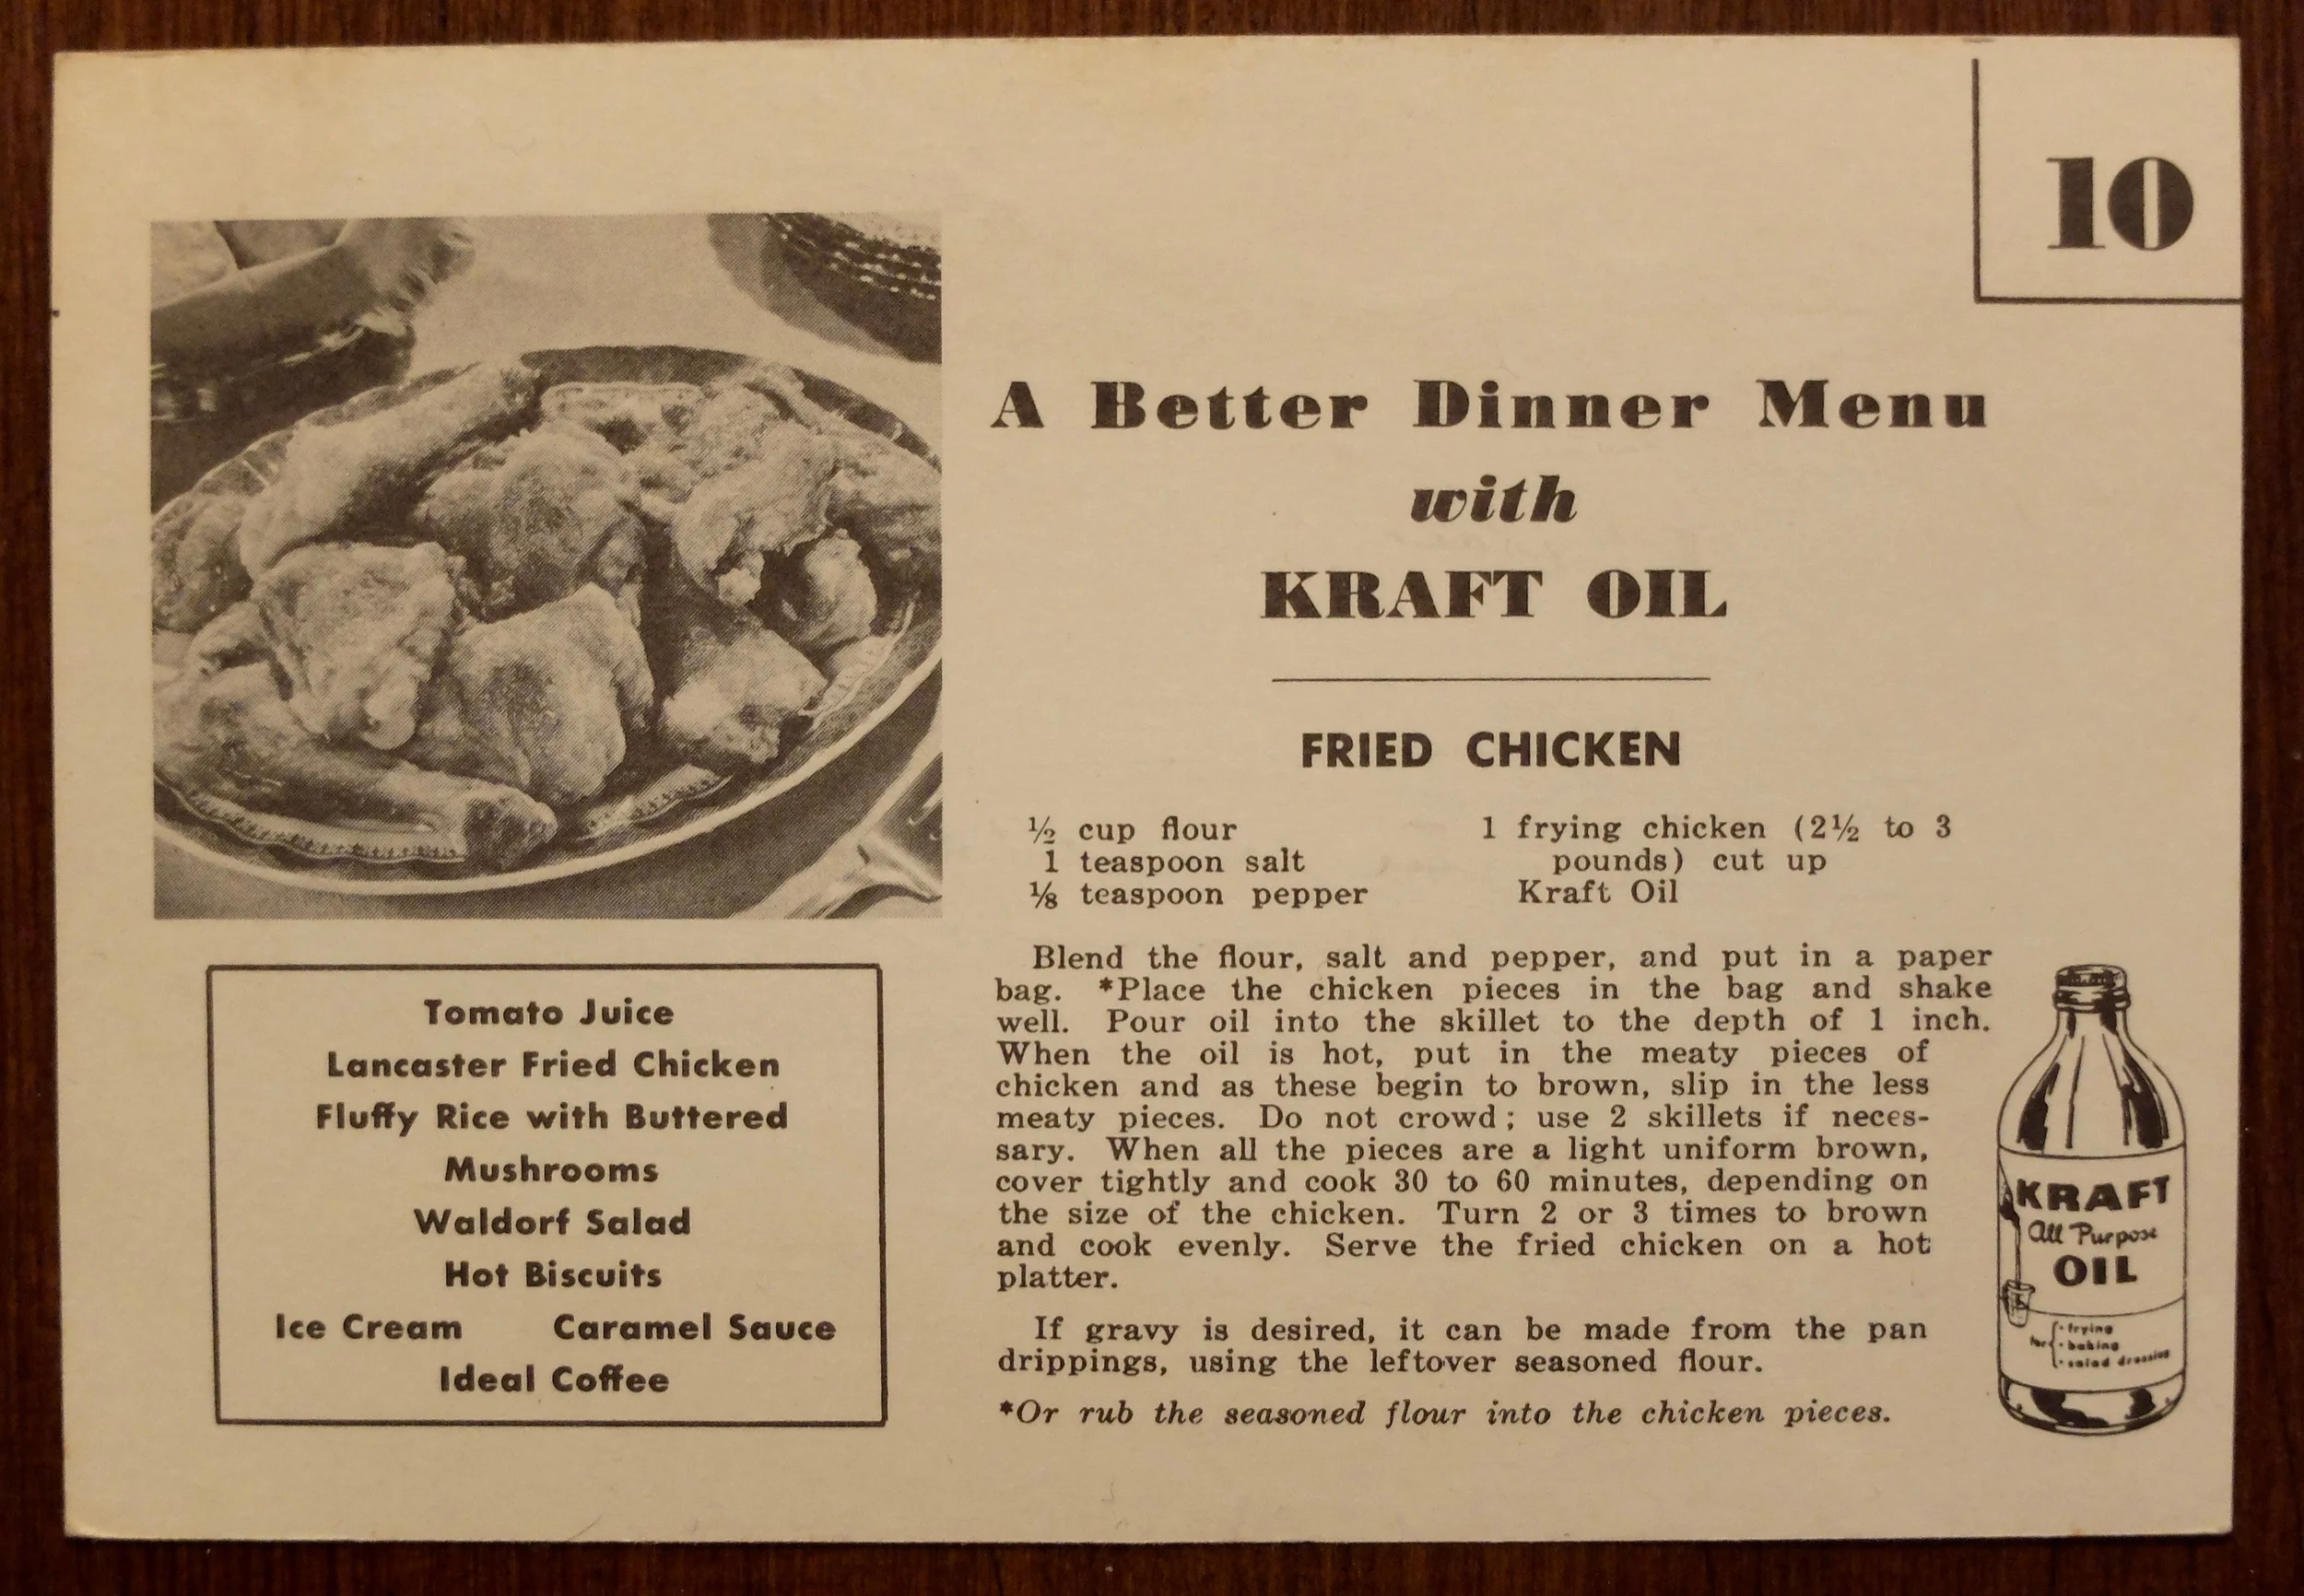 10
A Better Dinner Menu
with
KRAFT OIL
FRIED CHICKEN
½ cup flour
1 teaspoon salt
⅛ teaspoon pepper
1 frying chicken (2½ to 3
pounds) cut up
Kraft Oil
Blend the flour, salt and pepper, and put in a paper
bag. *Place the chicken pieces in the bag and shake
well. Pour oil into the skillet to the depth of 1 inch.
When the oil is hot, put in the meaty pieces of
chicken and as these begin to brown, slip in the less
meaty pieces. Do not crowd; use 2 skillets if neces-
sary. When all the pieces are a light uniform brown,
cover tightly and cook 30 to 60 minutes, depending on
the size of the chicken. Turn 2 or 3 times to brown
and cook evenly. Serve the fried chicken on a hot
platter.
If gravy is desired, it can be made from the pan
drippings, using the leftover seasoned flour.
*Or rub the seasoned flour into the chicken pieces.
Tomato Juice
Lancaster Fried Chicken
Fluffy Rice with Buttered
Mushrooms
Waldorf Salad
Hot Biscuits
Ice Cream Caramel Sauce
Ideal Coffee
KRAFT
All Purpose
OIL
for
• frying
• baking
• salad dressing